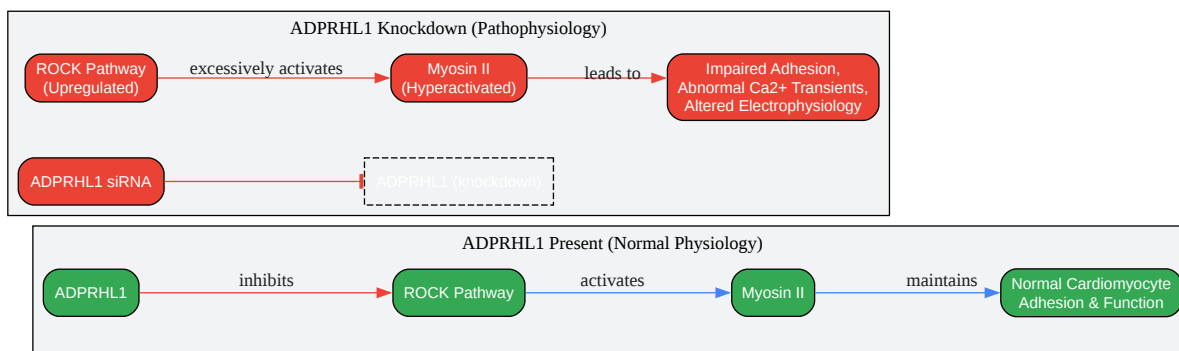 ADPRHL1 Knockdown (Pathophysiology)
ROCK Pathway
(Upregulated)
excessively activates
Myosin II
(Hyperactivated)
leads to
Impaired Adhesion,
Abnormal Ca2+ Transients,
Altered Electrophysiology
ADPRHL1 siRNA
ADPRHL1 (knockdown)
ADPRHL1 Present (Normal Physiology)
ADPRHL1
inhibits
ROCK Pathway
activates
Myosin II
maintains
Normal Cardiomyocyte
Adhesion & Function